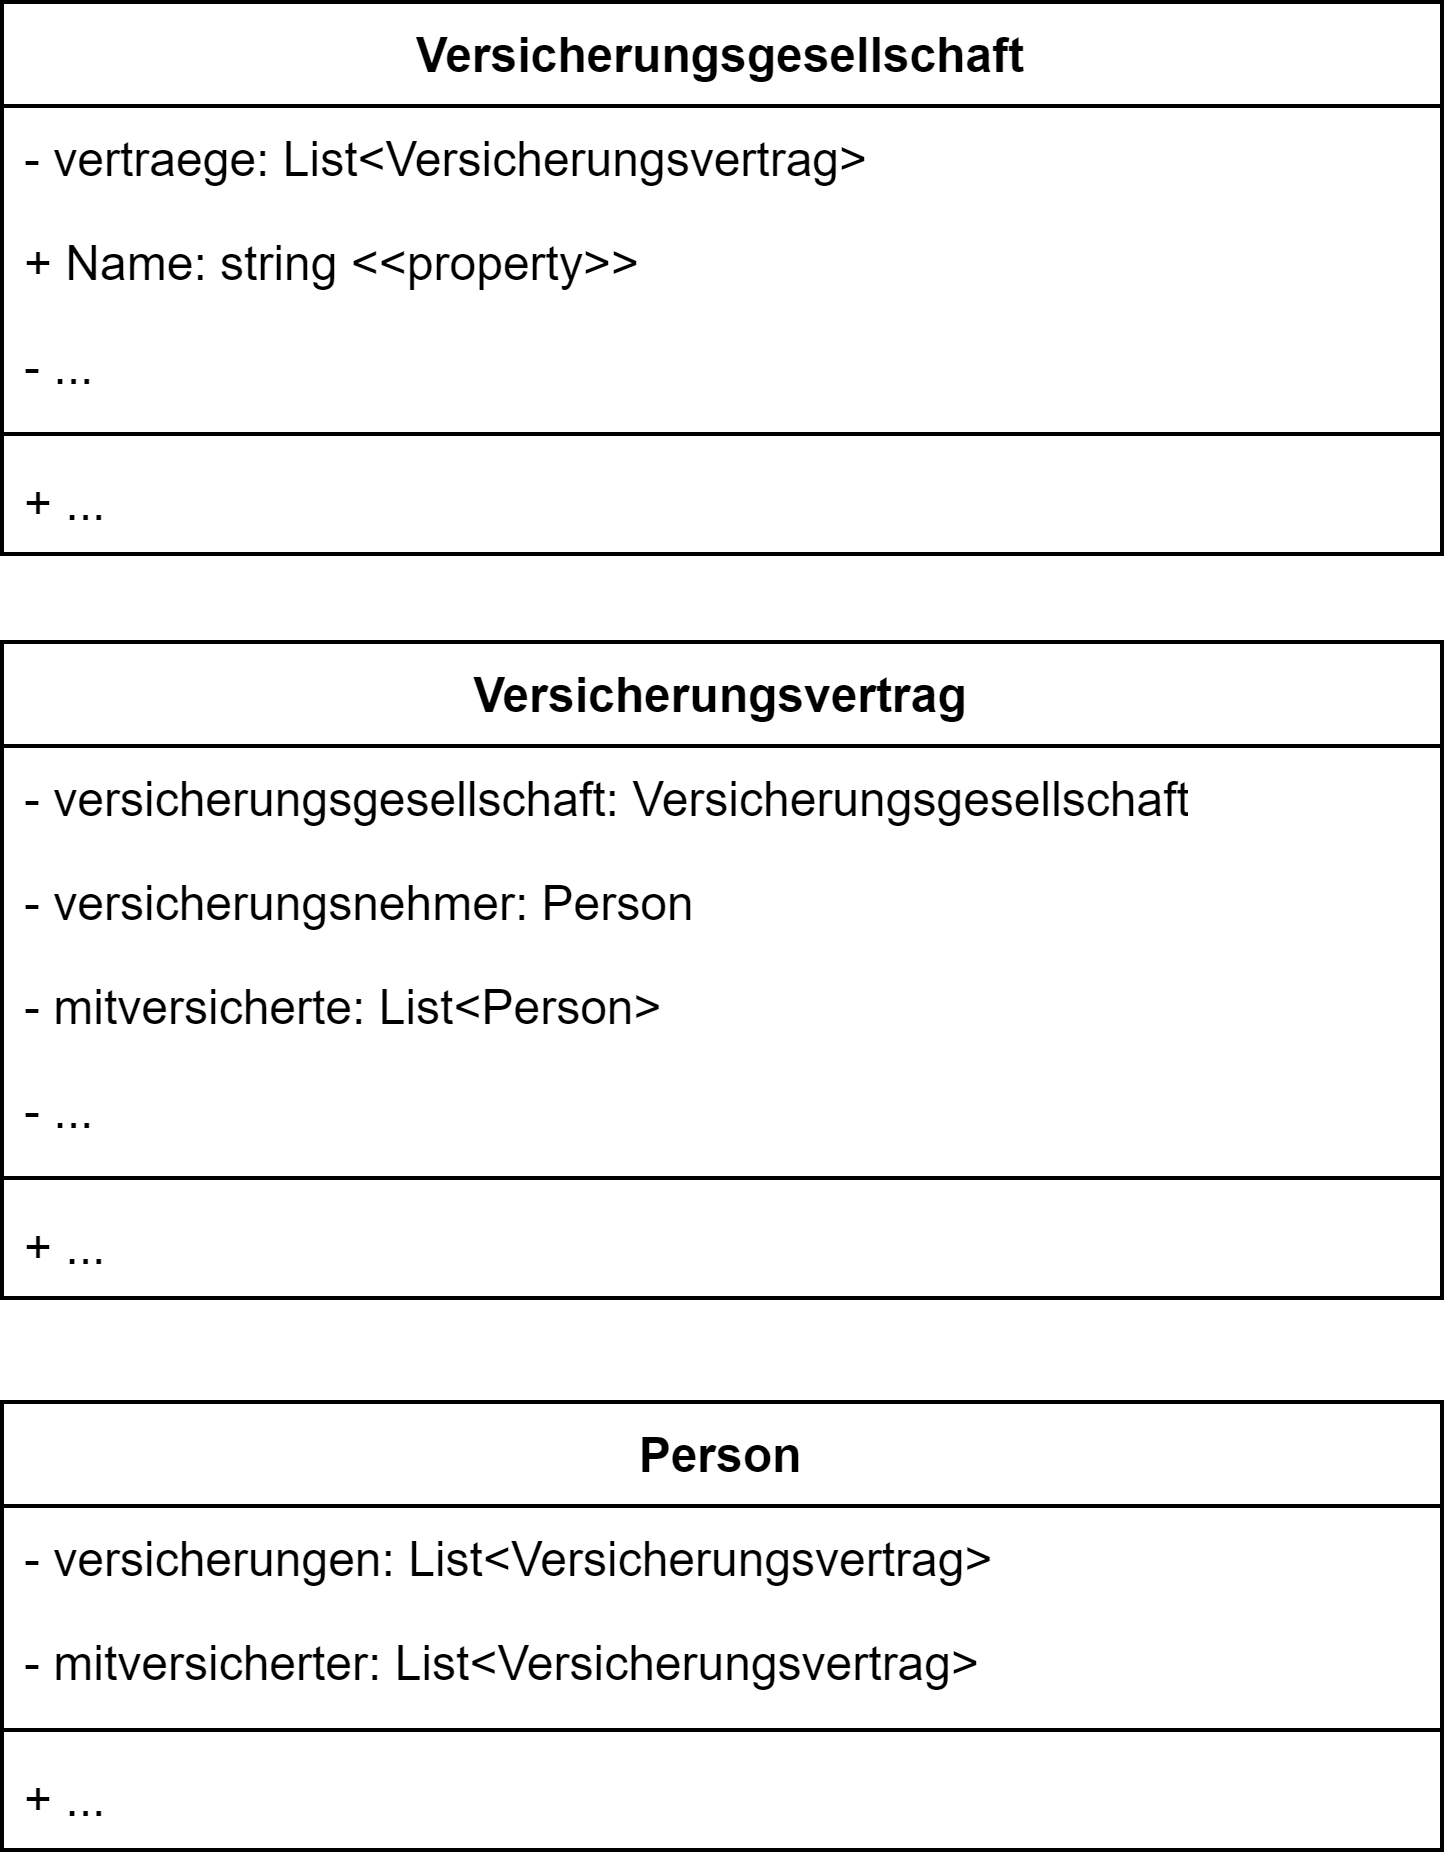 Versicherungsgesellschaft
- vertraege: List<Versicherungsvertrag>
+ Name: string <<property>>
- ...
+ ...
Versicherungsvertrag
- versicherungsgesellschaft: Versicherungsgesellschaft
- versicherungsnehmer: Person
- mitversicherte: List<Person>
- ...
+ ...
Person
- versicherungen: List<Versicherungsvertrag>
- mitversicherter: List<Versicherungsvertrag>
+ ...